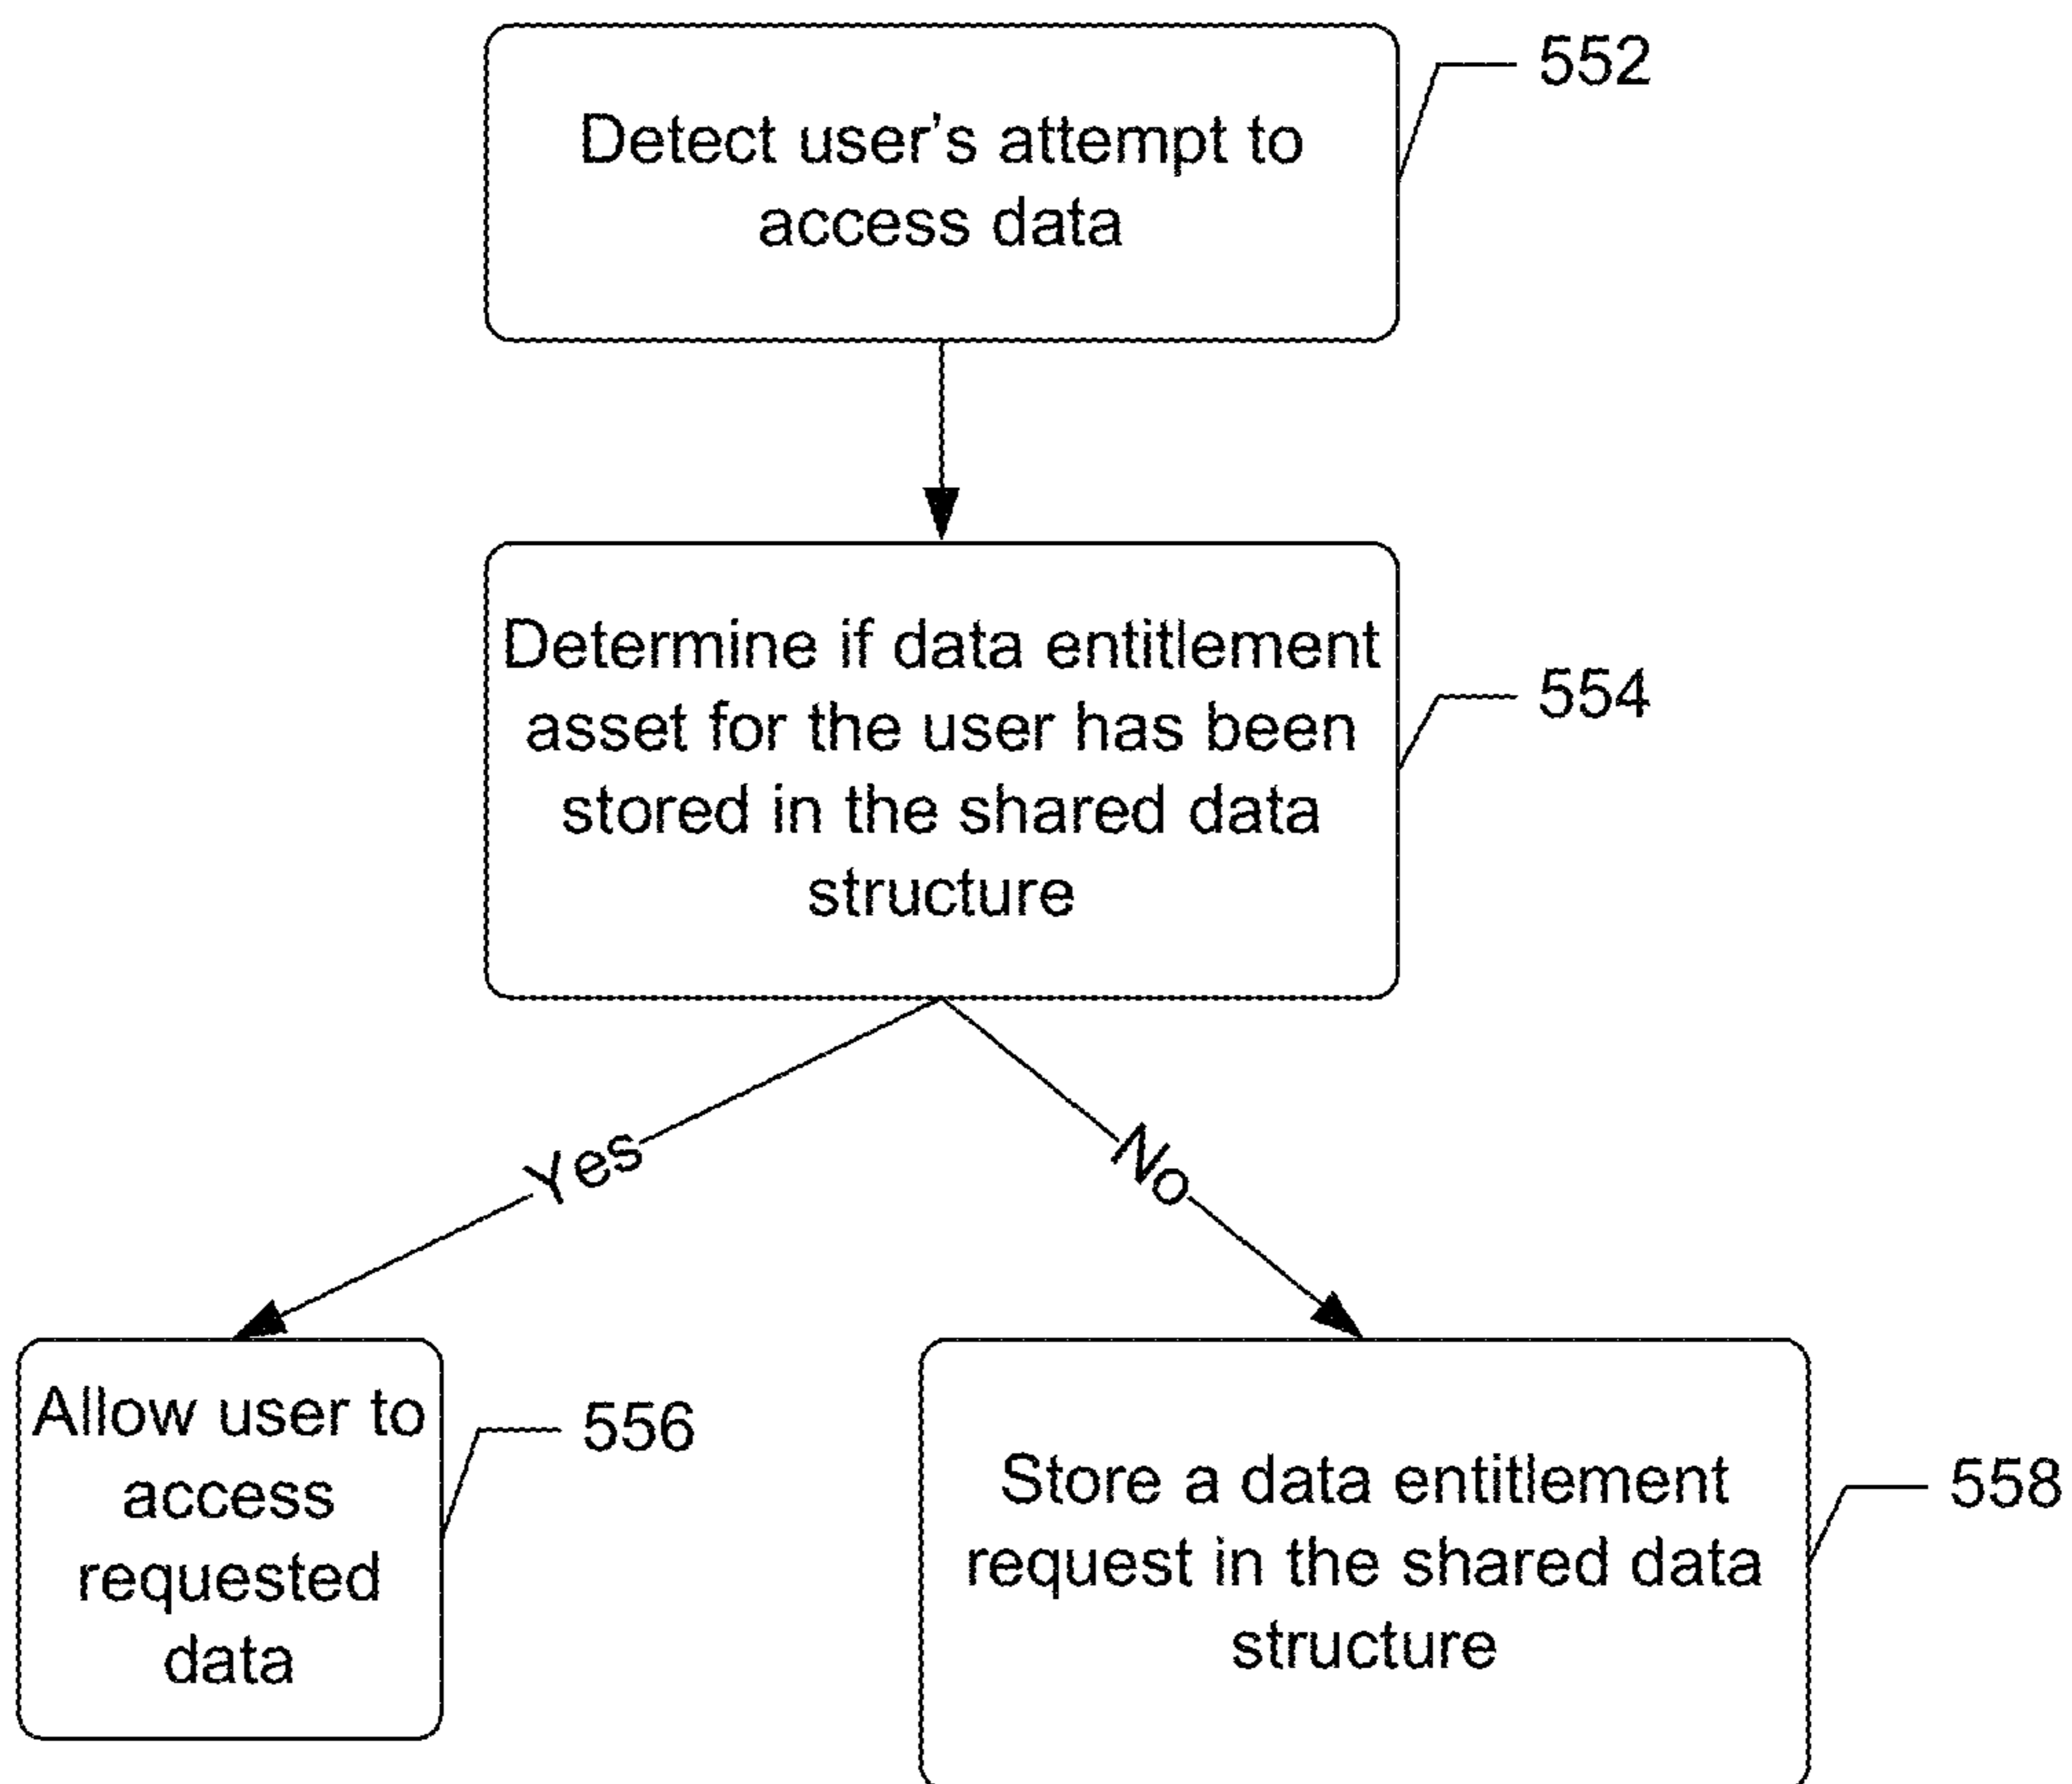 Detect user's attempt to
access data
552
Determine if data entitlement
asset for the user has been
stored in the shared data
structure
554
Yes
No
Allow user to
access
requested
data
556
Store a data entitlement
request in the shared data
structure
558